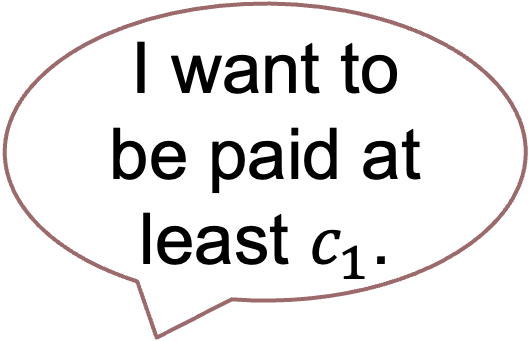 I want to
be paid at
least c₁.